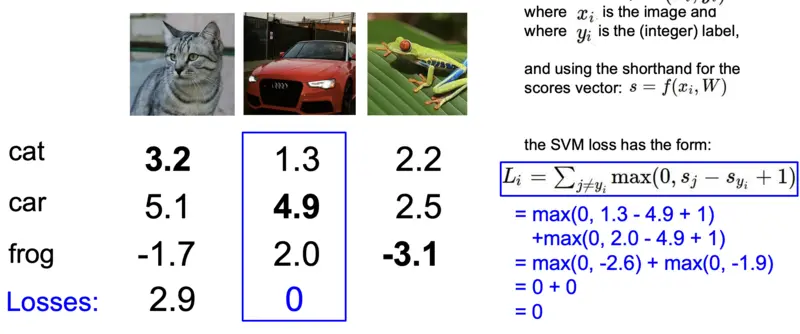 where x_i is the image and
where y_i is the (integer) label,
and using the shorthand for the
scores vector: s = f(x_i, W)
the SVM loss has the form:
L_i = ∑_{j≠y_i} max(0, s_j − s_{y_i} + 1)
= max(0, 1.3 - 4.9 + 1)
+max(0, 2.0 - 4.9 + 1)
= max(0, -2.6) + max(0, -1.9)
= 0 + 0
= 0
cat 3.2 1.3 2.2
car 5.1 4.9 2.5
frog -1.7 2.0 -3.1
Losses: 2.9 0